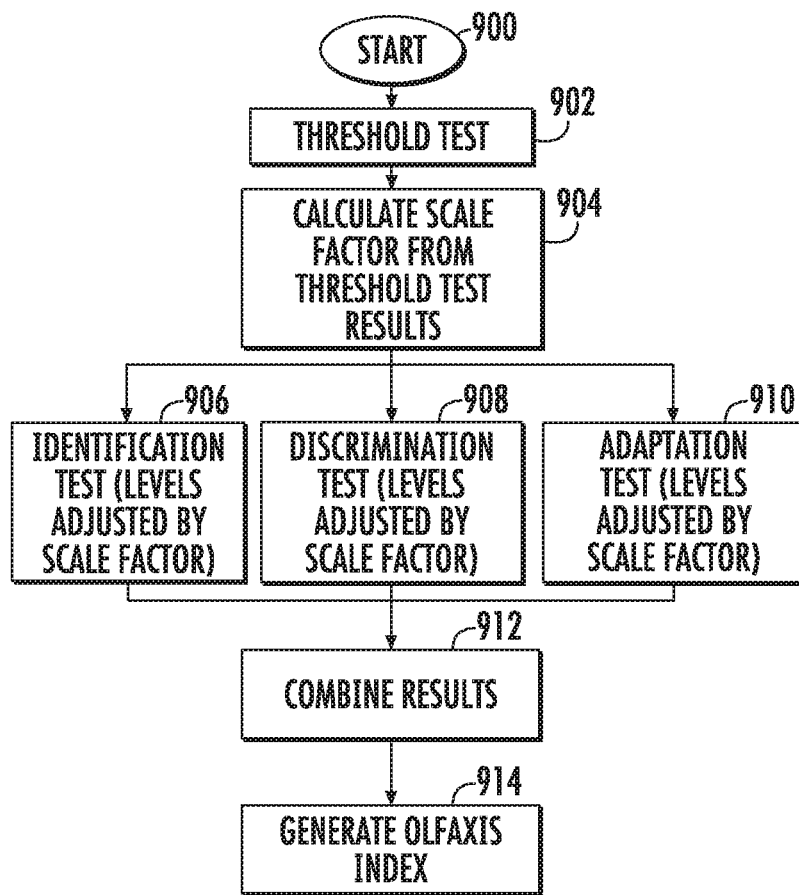 900
START
902
THRESHOLD TEST
904
CALCULATE SCALE
FACTOR FROM
THRESHOLD TEST
RESULTS
906
IDENTIFICATION
TEST (LEVELS
ADJUSTED BY
SCALE FACTOR)
908
DISCRIMINATION
TEST (LEVELS
ADJUSTED BY
SCALE FACTOR)
910
ADAPTATION
TEST (LEVELS
ADJUSTED BY
SCALE FACTOR)
912
COMBINE RESULTS
914
GENERATE OLFAXIS
INDEX